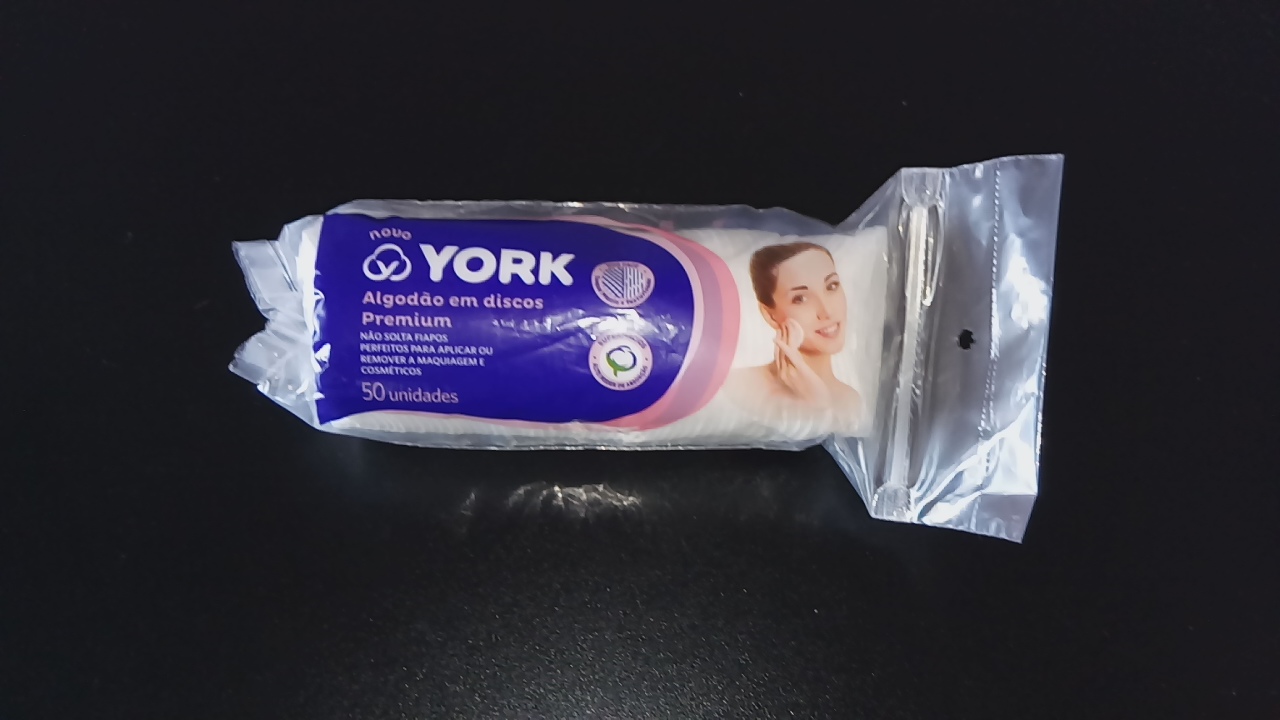 novo
YORK
Algodão em discos
Premium
NÃO SOLTA FIAPOS
PERFEITOS PARA APLICAR OU
REMOVER A MAQUIAGEM E
COSMÉTICOS
50 unidades